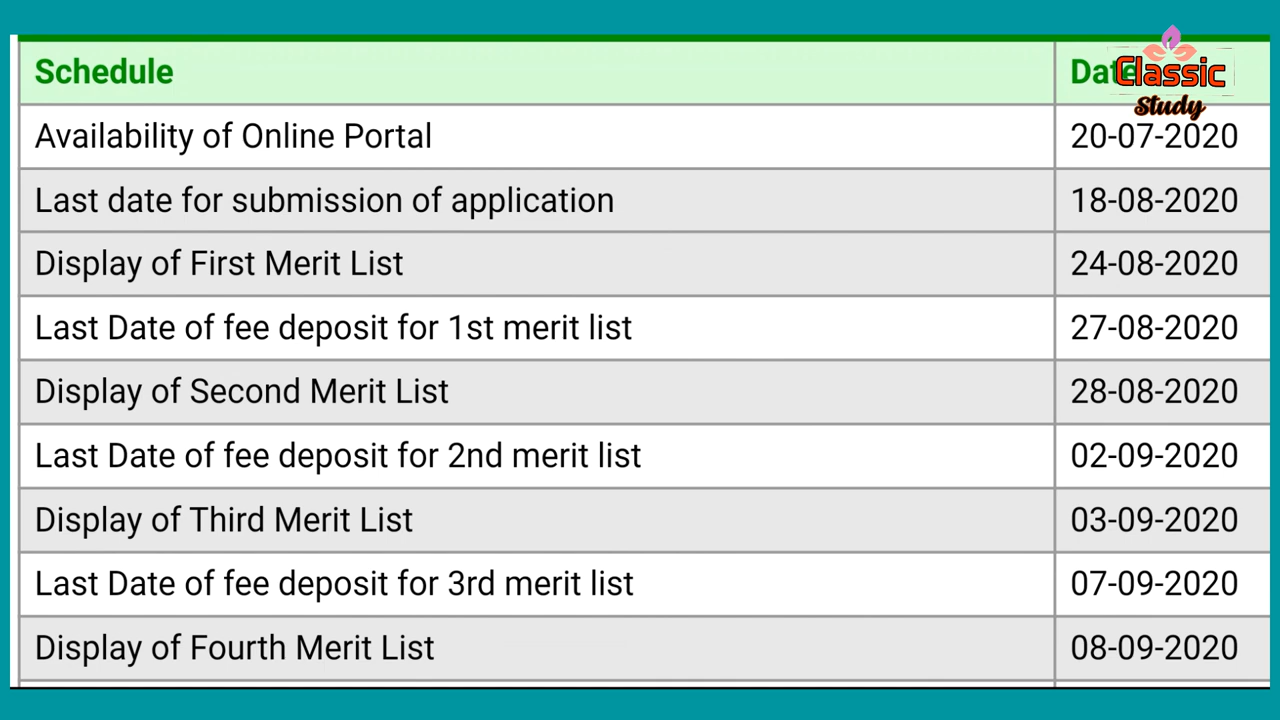 Schedule Date
Classic
Study
Availability of Online Portal 20-07-2020
Last date for submission of application 18-08-2020
Display of First Merit List 24-08-2020
Last Date of fee deposit for 1st merit list 27-08-2020
Display of Second Merit List 28-08-2020
Last Date of fee deposit for 2nd merit list 02-09-2020
Display of Third Merit List 03-09-2020
Last Date of fee deposit for 3rd merit list 07-09-2020
Display of Fourth Merit List 08-09-2020